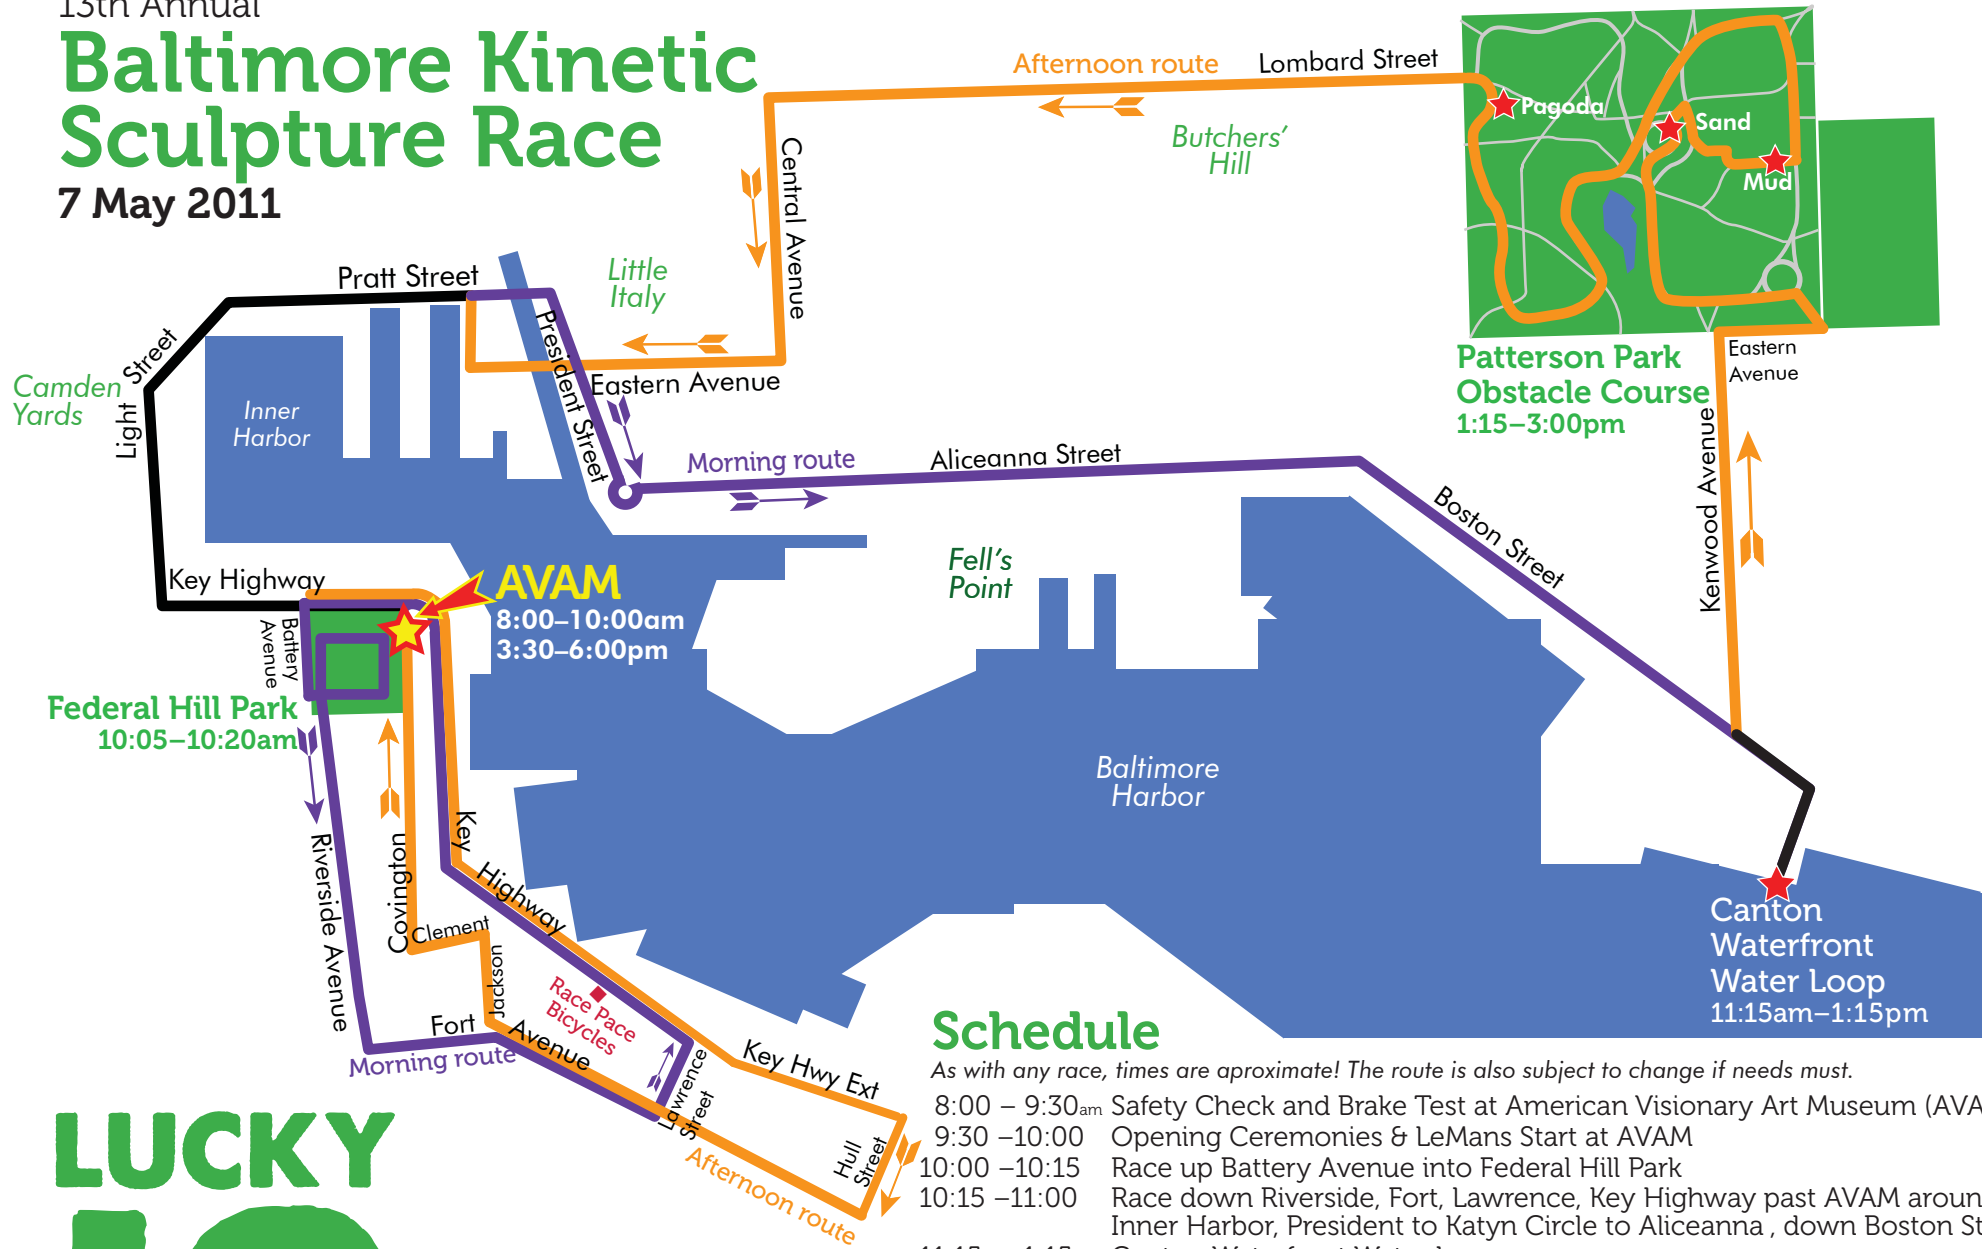 13th Annual
Baltimore Kinetic
Sculpture Race
7 May 2011
Afternoon route
Lombard Street
Butchers'
Hill
Central Avenue
Pagoda
Sand
Mud
Pratt Street
Little
Italy
President Street
Eastern Avenue
Light Street
Camden
Yards
Inner
Harbor
Morning route
Aliceanna Street
Boston Street
Eastern
Avenue
Kenwood Avenue
Patterson Park
Obstacle Course
1:15–3:00pm
Key Highway
AVAM
8:00–10:00am
3:30–6:00pm
Fell's
Point
Battery
Avenue
Federal Hill Park
10:05–10:20am
Baltimore
Harbor
Riverside Avenue
Covington
Key Highway
Clement
Jackson
Race Pace
Bicycles
Fort Avenue
Morning route
Lawrence
Street
Key Hwy Ext
Hull
Street
Afternoon route
Canton
Waterfront
Water Loop
11:15am–1:15pm
Schedule
As with any race, times are aproximate! The route is also subject to change if needs must.
8:00 – 9:30am Safety Check and Brake Test at American Visionary Art Museum (AVA
9:30 –10:00 Opening Ceremonies & LeMans Start at AVAM
10:00 –10:15 Race up Battery Avenue into Federal Hill Park
10:15 –11:00 Race down Riverside, Fort, Lawrence, Key Highway past AVAM aroun
Inner Harbor, President to Katyn Circle to Aliceanna , down Boston St
LUCKY